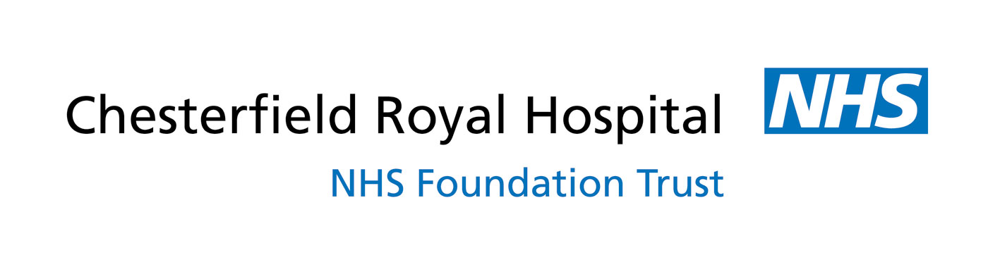 Chesterfield Royal Hospital NHS
NHS Foundation Trust